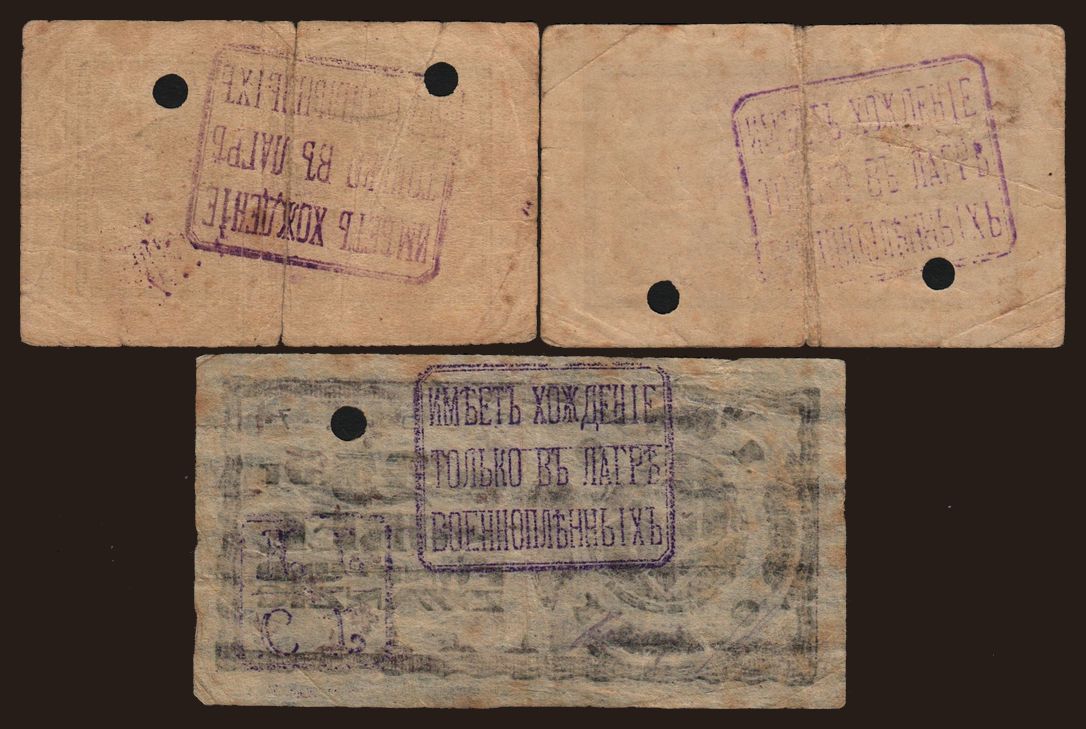 ИМѢЕТЪ ХОЖДЕНІЕ
ТОЛЬКО ВЪ ЛАГРѢ
ВОЕННОПЛѢННЫХЪ
ИМѢЕТЪ ХОЖДЕНІЕ
ТОЛЬКО ВЪ ЛАГРѢ
ВОЕННОПЛѢННЫХЪ
ИМѢЕТЪ ХОЖДЕНІЕ
ТОЛЬКО ВЪ ЛАГРѢ
ВОЕННОПЛѢННЫХЪ